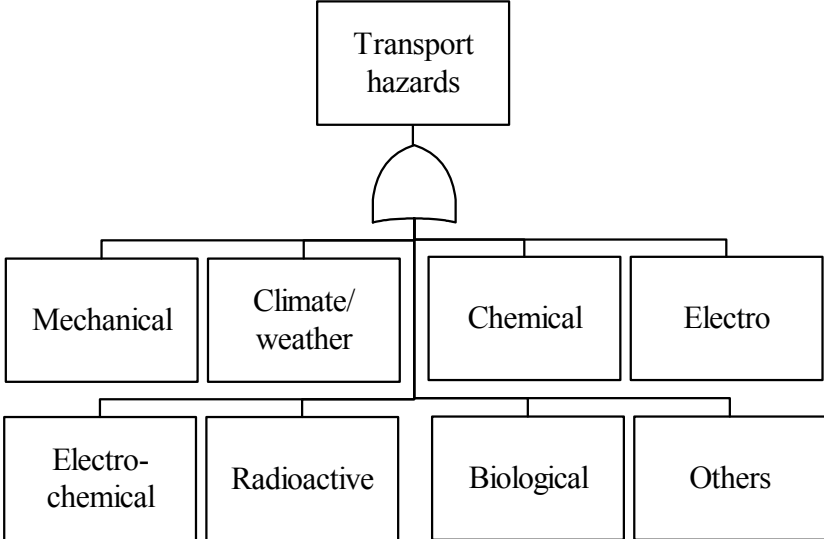 Transport
hazards
Mechanical
Climate/
weather
Chemical
Electro
Electro-
chemical
Radioactive
Biological
Others